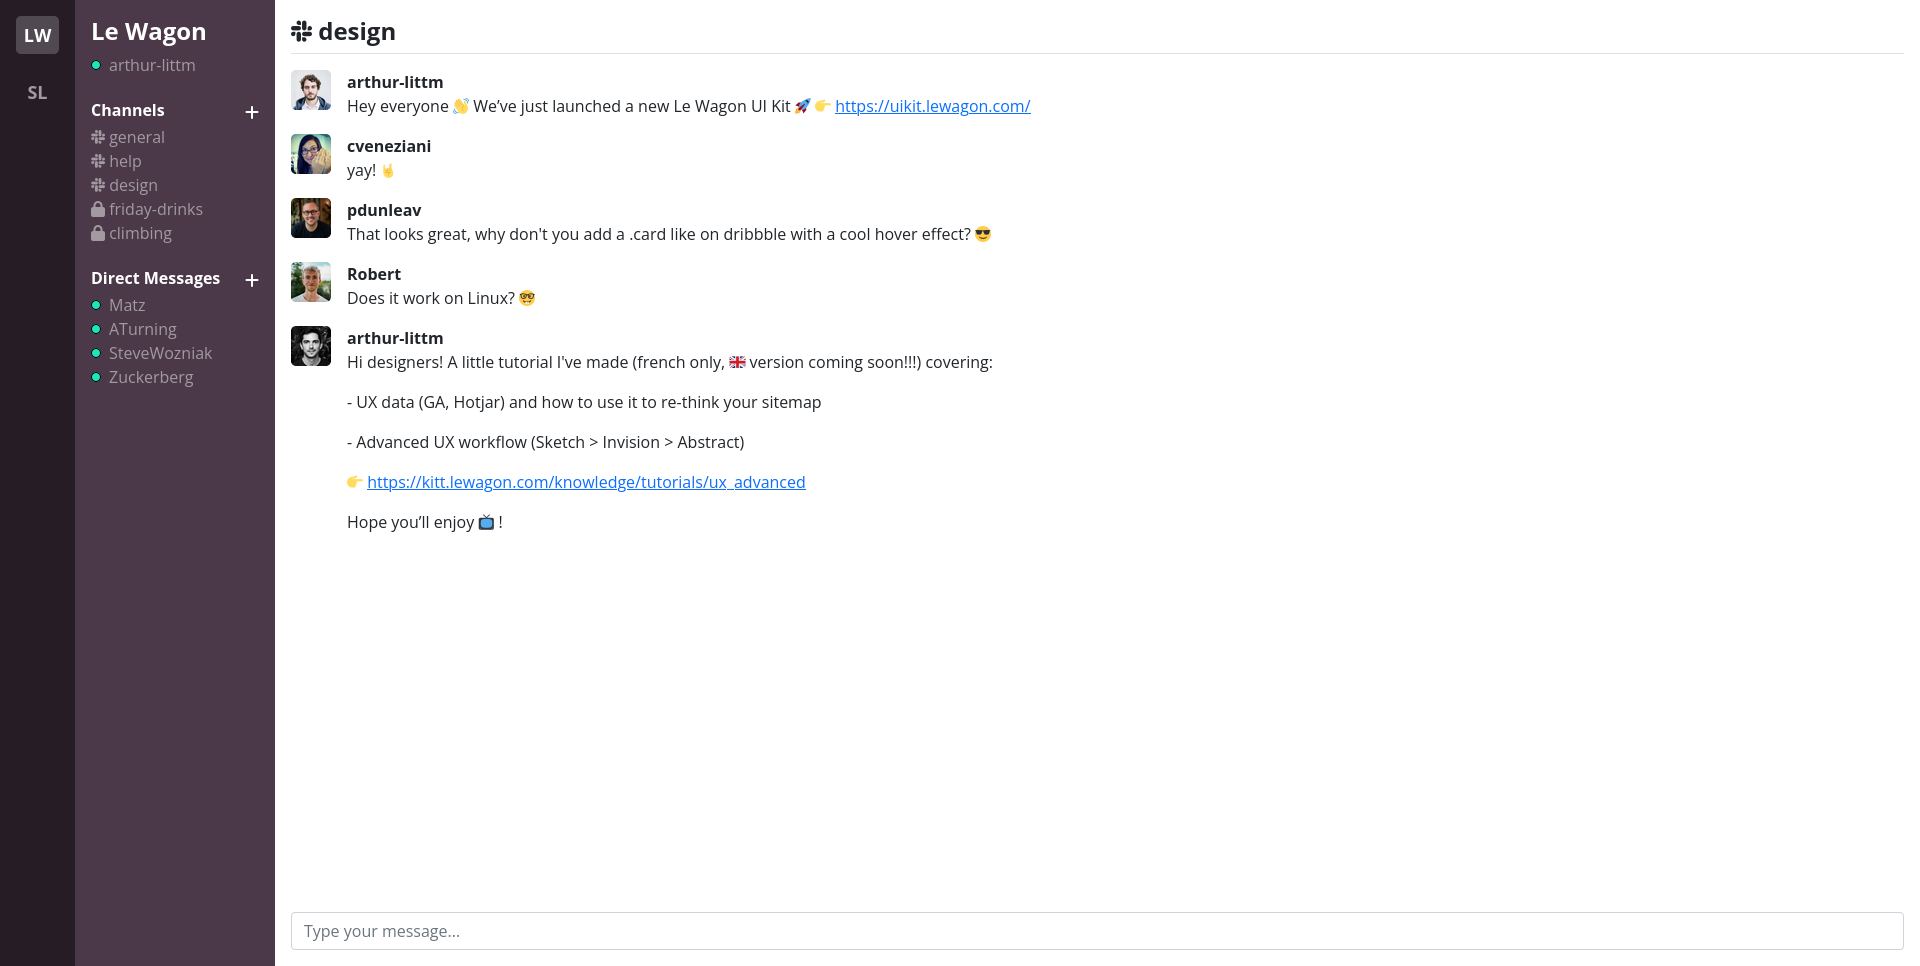 LW
SL
Le Wagon
arthur-littm
Channels
general
help
design
friday-drinks
climbing
Direct Messages
Matz
ATurning
SteveWozniak
Zuckerberg
design
arthur-littm
Hey everyone 👋 We’ve just launched a new Le Wagon UI Kit 🚀 👉 https://uikit.lewagon.com/
cveneziani
yay! 🤘
pdunleav
That looks great, why don't you add a .card like on dribbble with a cool hover effect? 😎
Robert
Does it work on Linux? 🤓
arthur-littm
Hi designers! A little tutorial I've made (french only, 🇬🇧 version coming soon!!!) covering:
- UX data (GA, Hotjar) and how to use it to re-think your sitemap
- Advanced UX workflow (Sketch > Invision > Abstract)
👉 https://kitt.lewagon.com/knowledge/tutorials/ux_advanced
Hope you’ll enjoy 📺 !
Type your message...